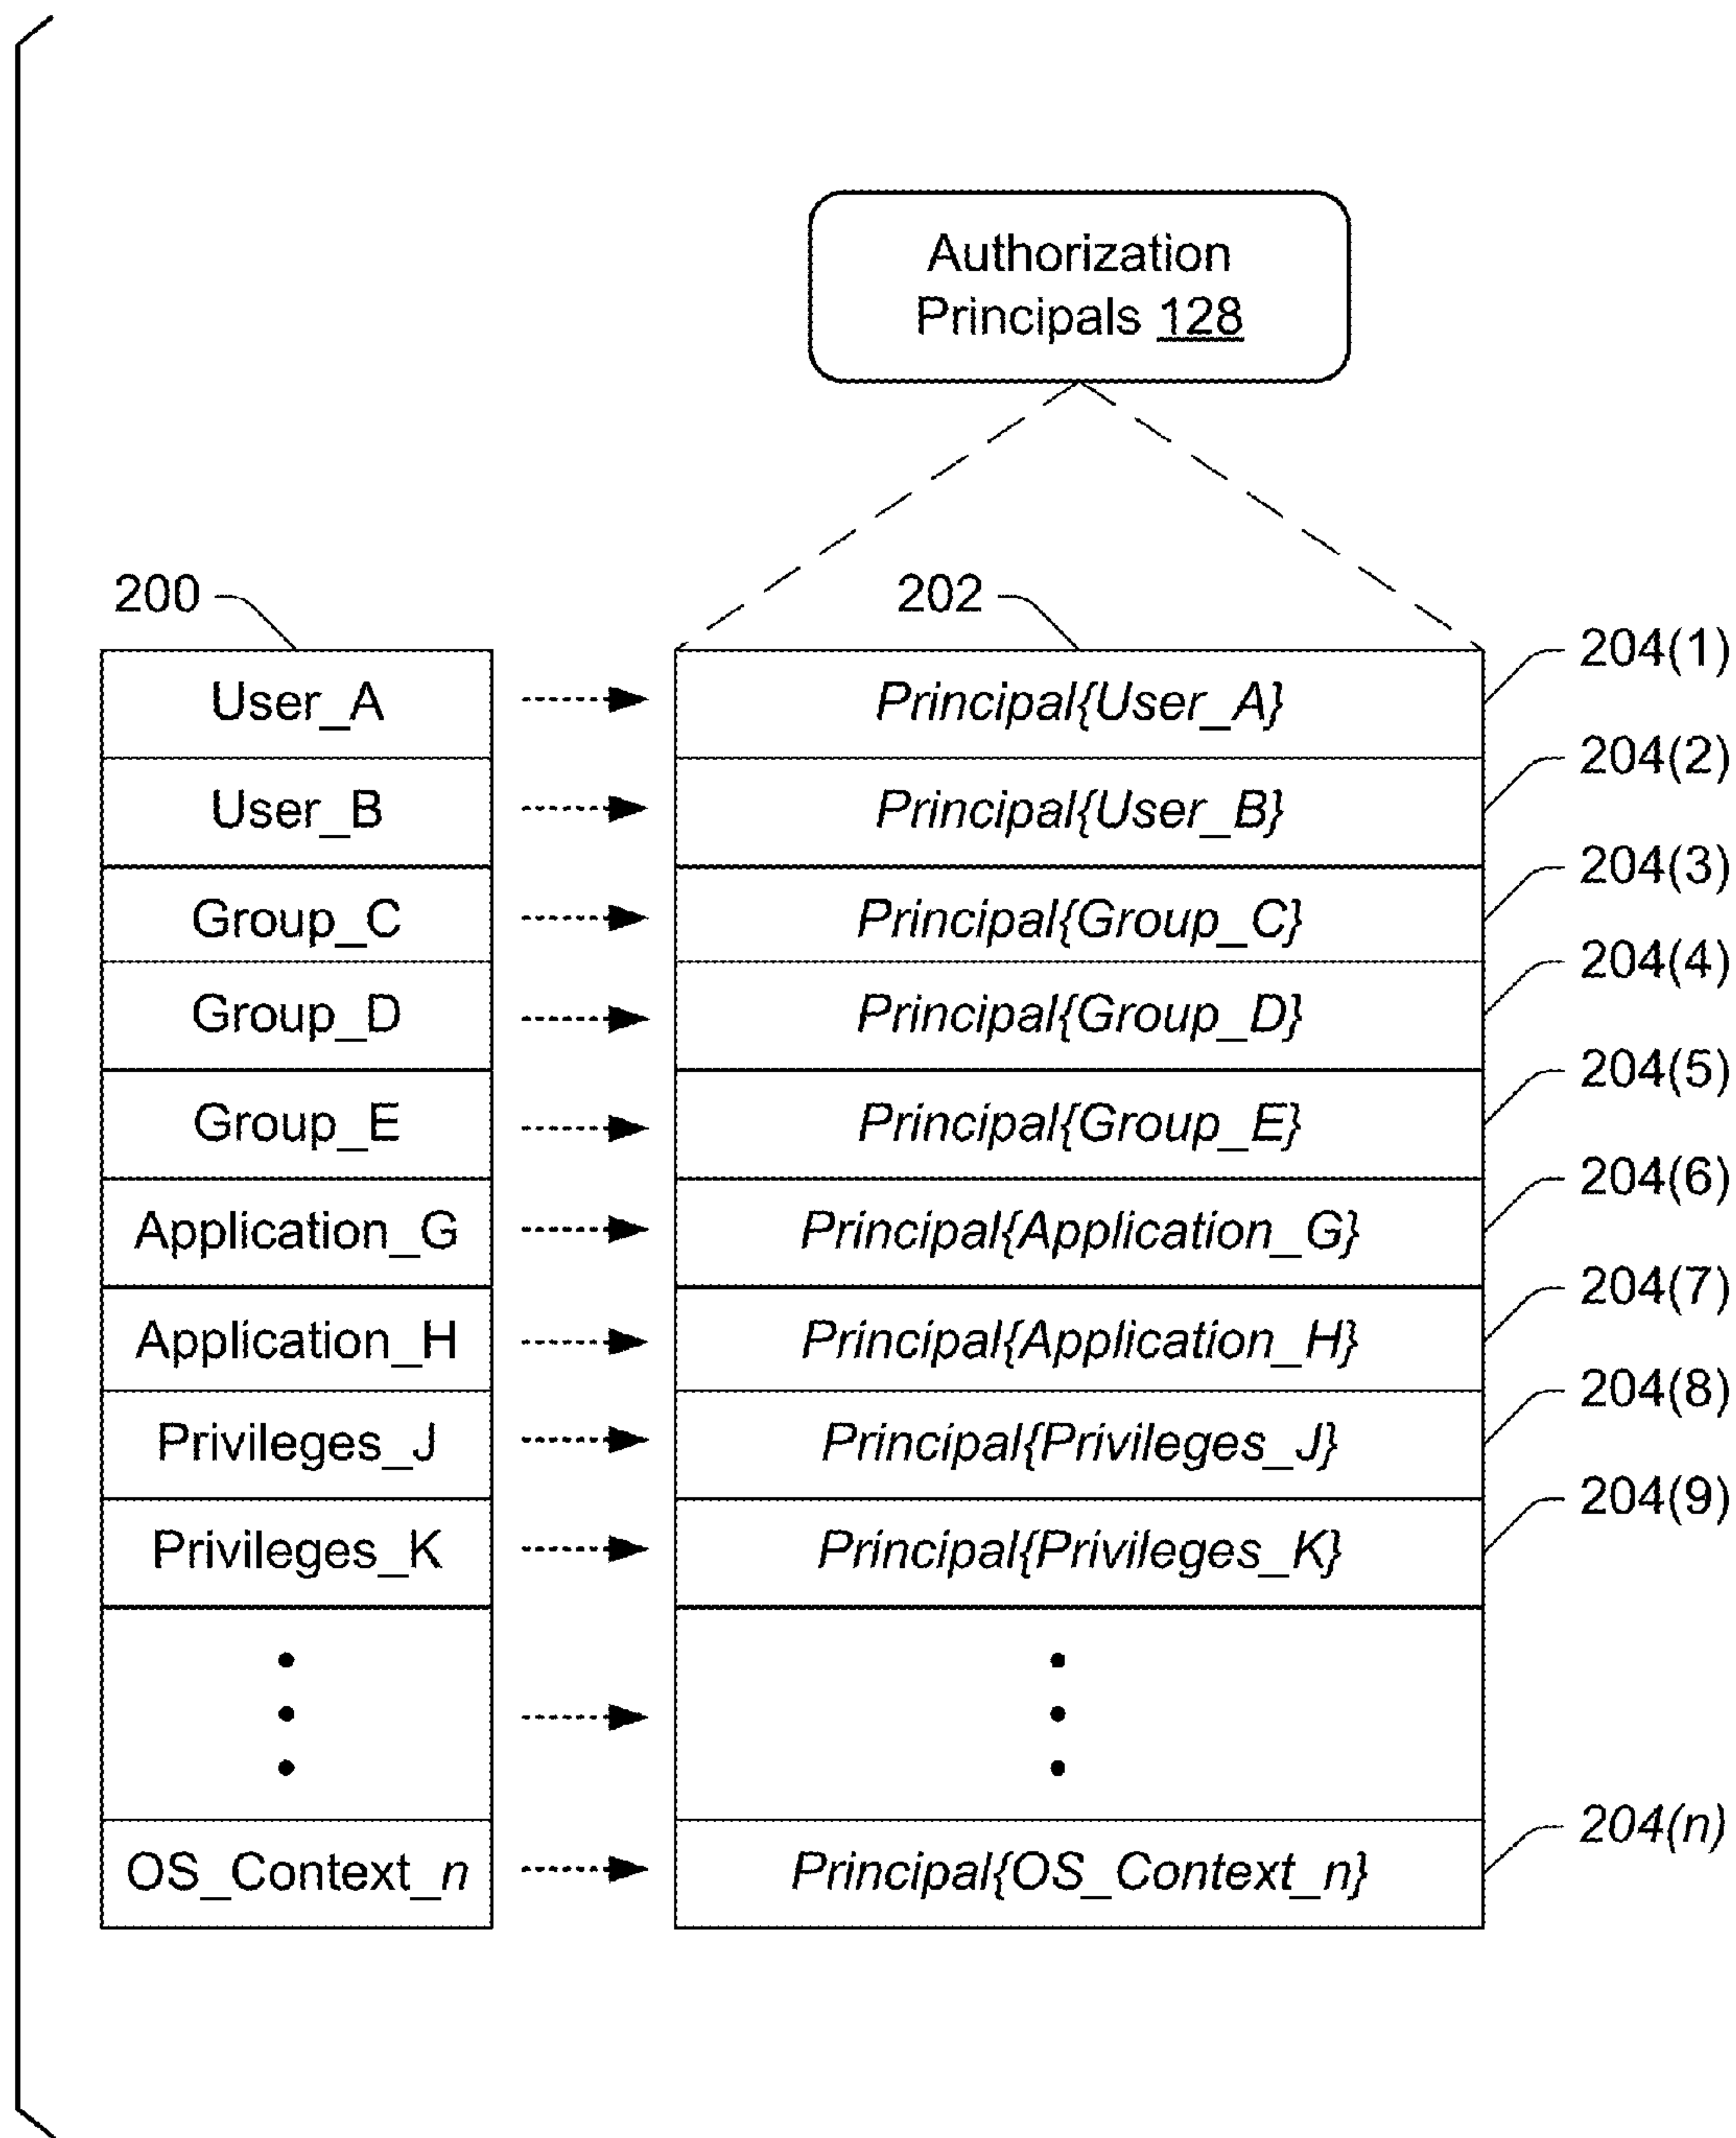 Authorization
Principals 128
200
202
User_A
Principal{User_A}
204(1)
User_B
Principal{User_B}
204(2)
Group_C
Principal{Group_C}
204(3)
Group_D
Principal{Group_D}
204(4)
Group_E
Principal{Group_E}
204(5)
Application_G
Principal{Application_G}
204(6)
Application_H
Principal{Application_H}
204(7)
Privileges_J
Principal{Privileges_J}
204(8)
Privileges_K
Principal{Privileges_K}
204(9)
OS_Context_n
Principal{OS_Context_n}
204(n)